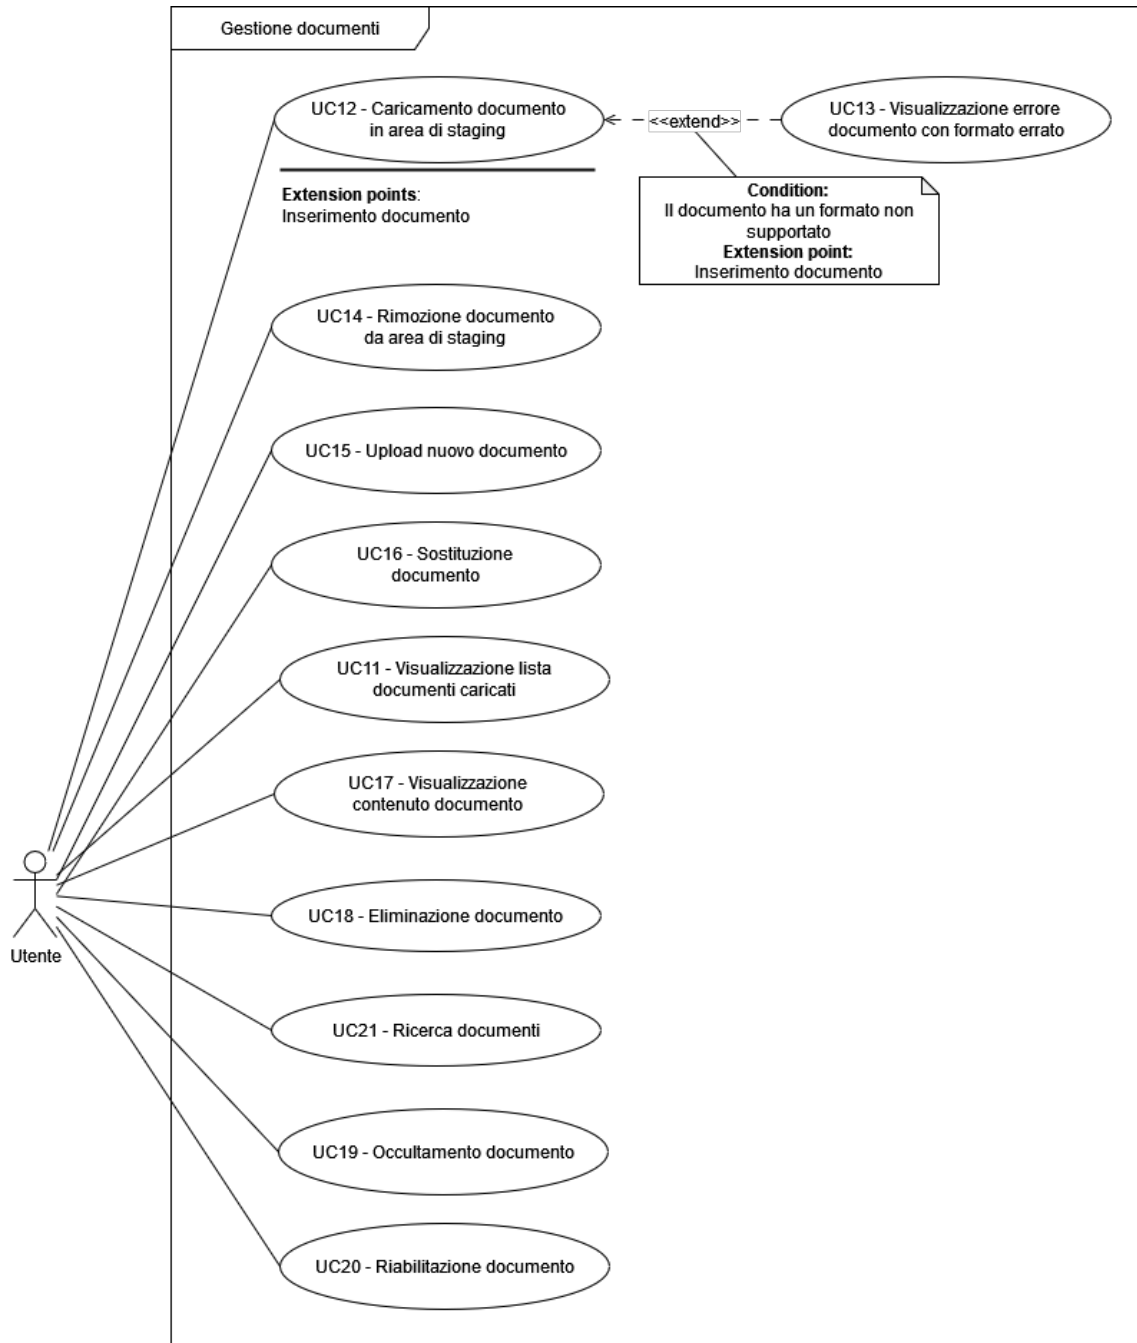 Gestione documenti
UC12 - Caricamento documento
in area di staging
<<extend>>
UC13 - Visualizzazione errore
documento con formato errato
Extension points:
Inserimento documento
Condition:
Il documento ha un formato non
supportato
Extension point:
Inserimento documento
UC14 - Rimozione documento
da area di staging
UC15 - Upload nuovo documento
UC16 - Sostituzione
documento
UC11 - Visualizzazione lista
documenti caricati
UC17 - Visualizzazione
contenuto documento
UC18 - Eliminazione documento
Utente
UC21 - Ricerca documenti
UC19 - Occultamento documento
UC20 - Riabilitazione documento